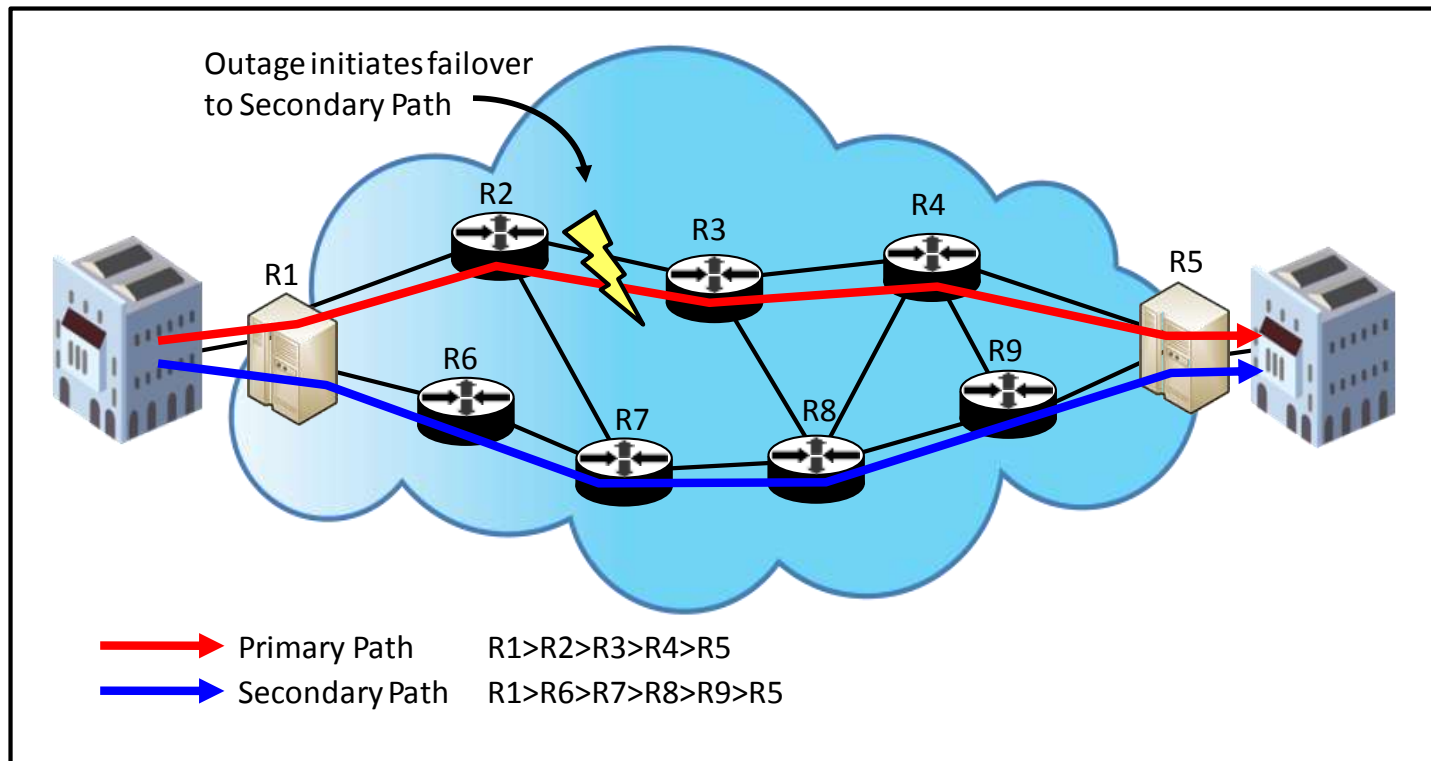 Outage initiates failover
to Secondary Path
R2
R3
R4
R1
R5
R6
R9
R7
R8
Primary Path R1>R2>R3>R4>R5
Secondary Path R1>R6>R7>R8>R9>R5